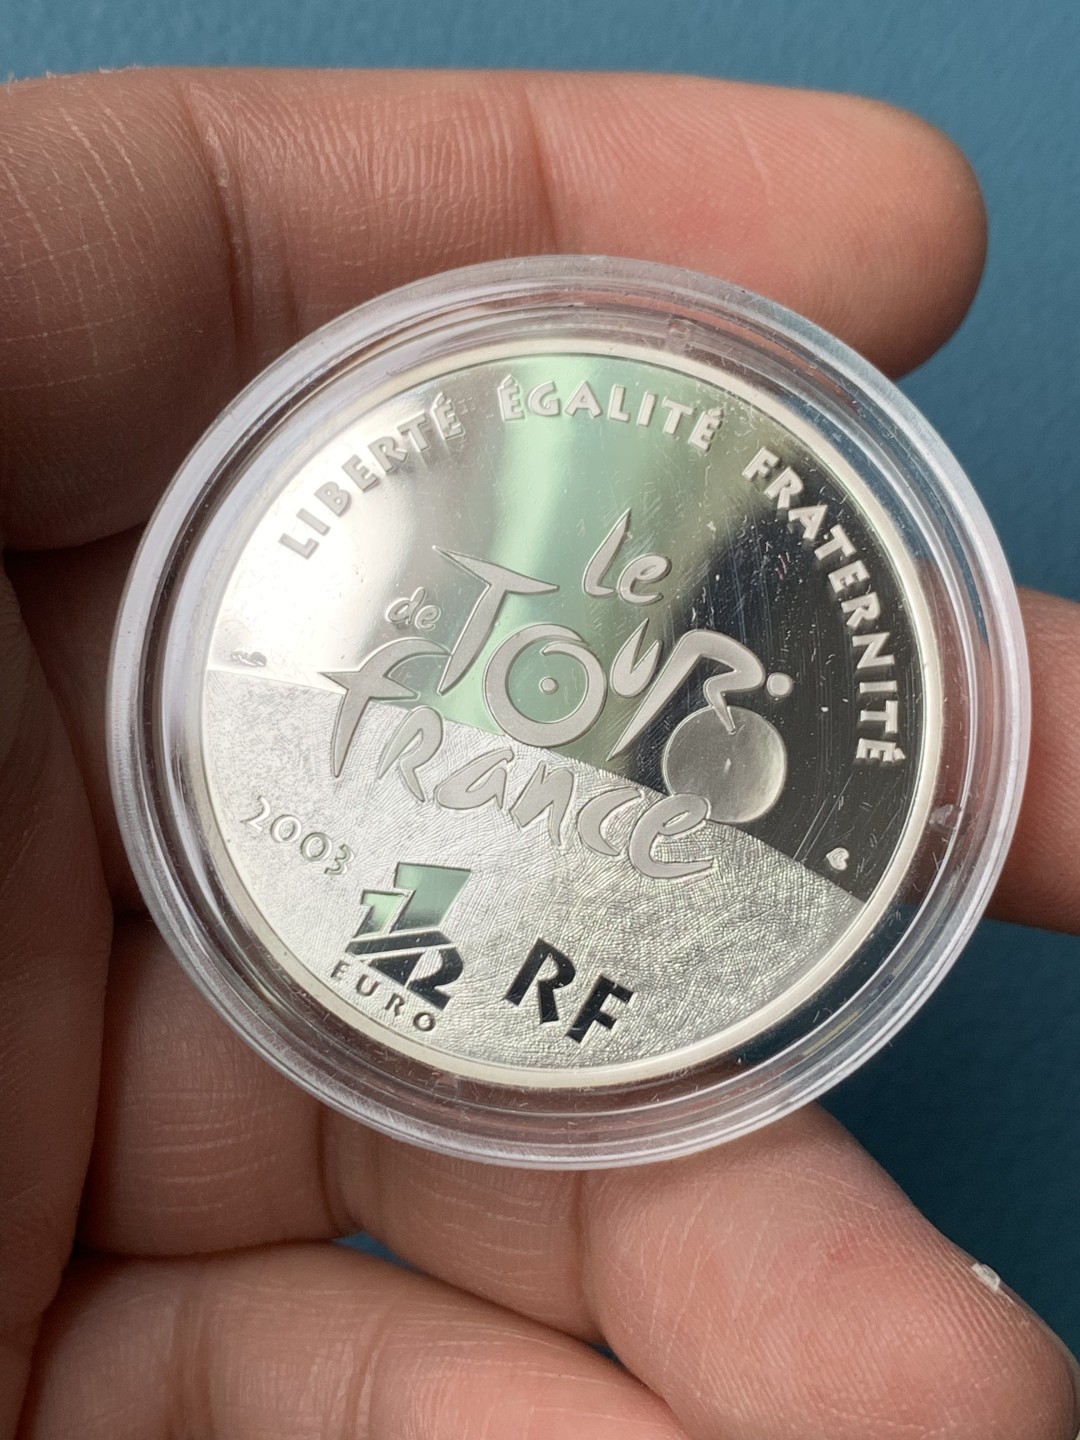 LIBERTÉ ÉGALITÉ FRATERNITÉ
le
de TOUR
france
2003
1 1/2
EURO
RF